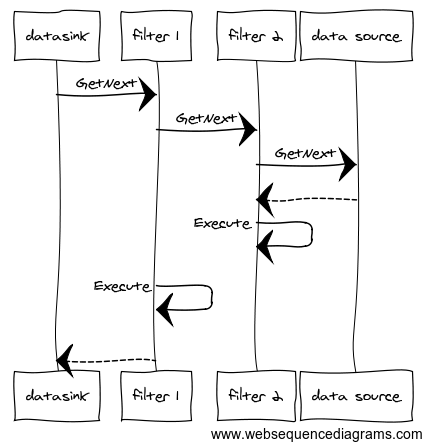 datasink filter 1 filter 2 data source
GetNext
GetNext
GetNext
Execute
Execute
datasink filter 1 filter 2 data source
www.websequencediagrams.com